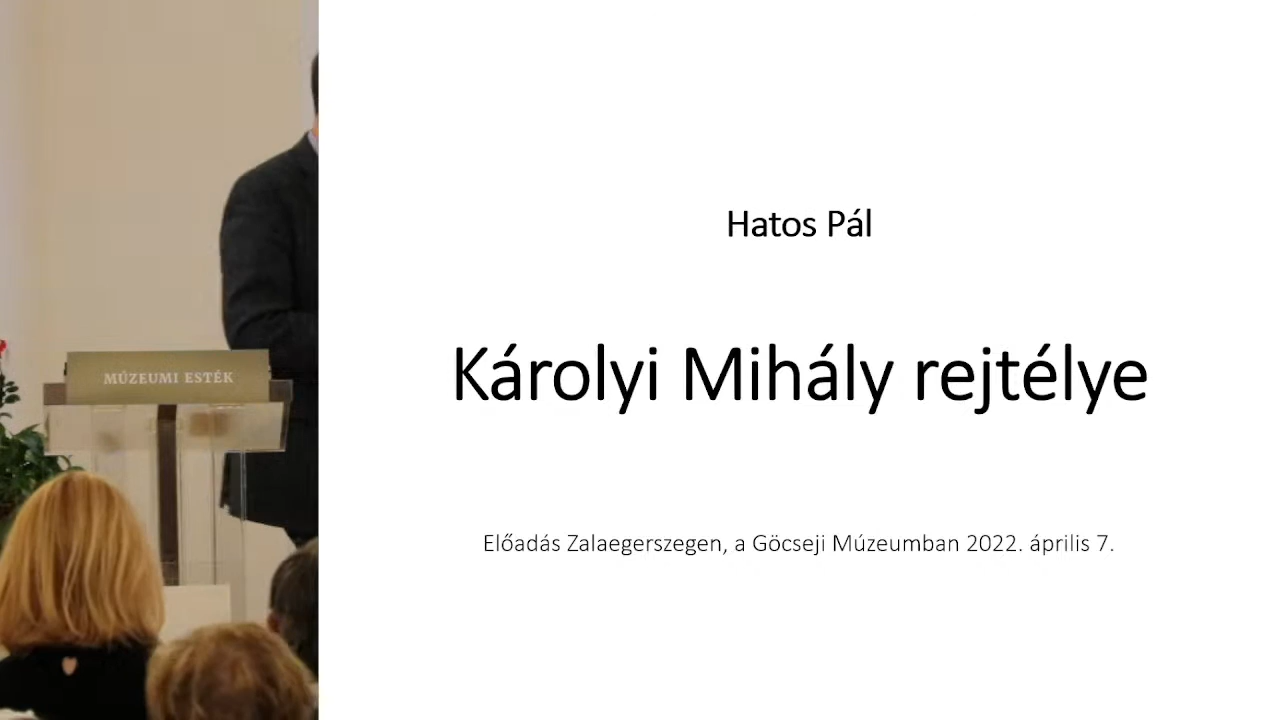 MÚZEUMI ESTÉK
Hatos Pál
Károlyi Mihály rejtélye
Előadás Zalaegerszegen, a Göcseji Múzeumban 2022. április 7.